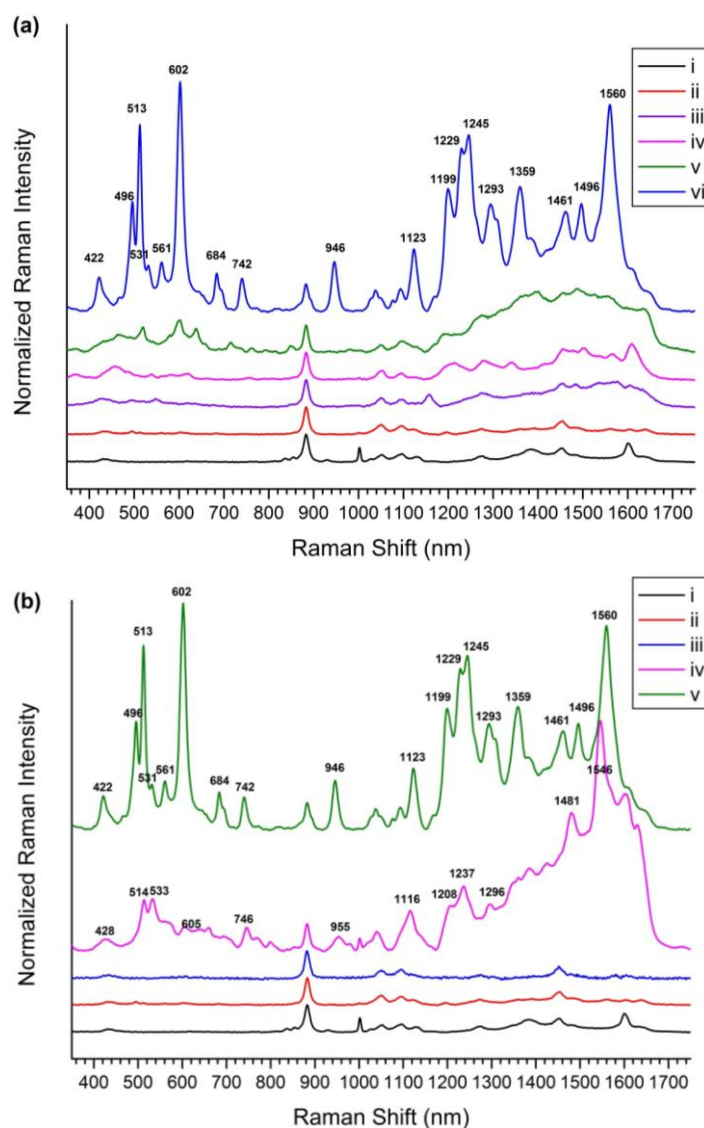 (a)
602
513
1560
1245
1229
1199
496
1293
1359
1461
1496
422
531
561
684
742
946
1123
i
ii
iii
iv
v
vi
Normalized Raman Intensity
400 500 600 700 800 900 1000 1100 1200 1300 1400 1500 1600 1700
Raman Shift (nm)
(b)
602
513
1560
1245
1229
1199
496
1293
1359
1461
1496
422
531
561
684
742
946
1123
1546
1481
514 533
428
605
746
955
1116
1208
1237
1296
i
ii
iii
iv
v
Normalized Raman Intensity
400 500 600 700 800 900 1000 1100 1200 1300 1400 1500 1600 1700
Raman Shift (nm)